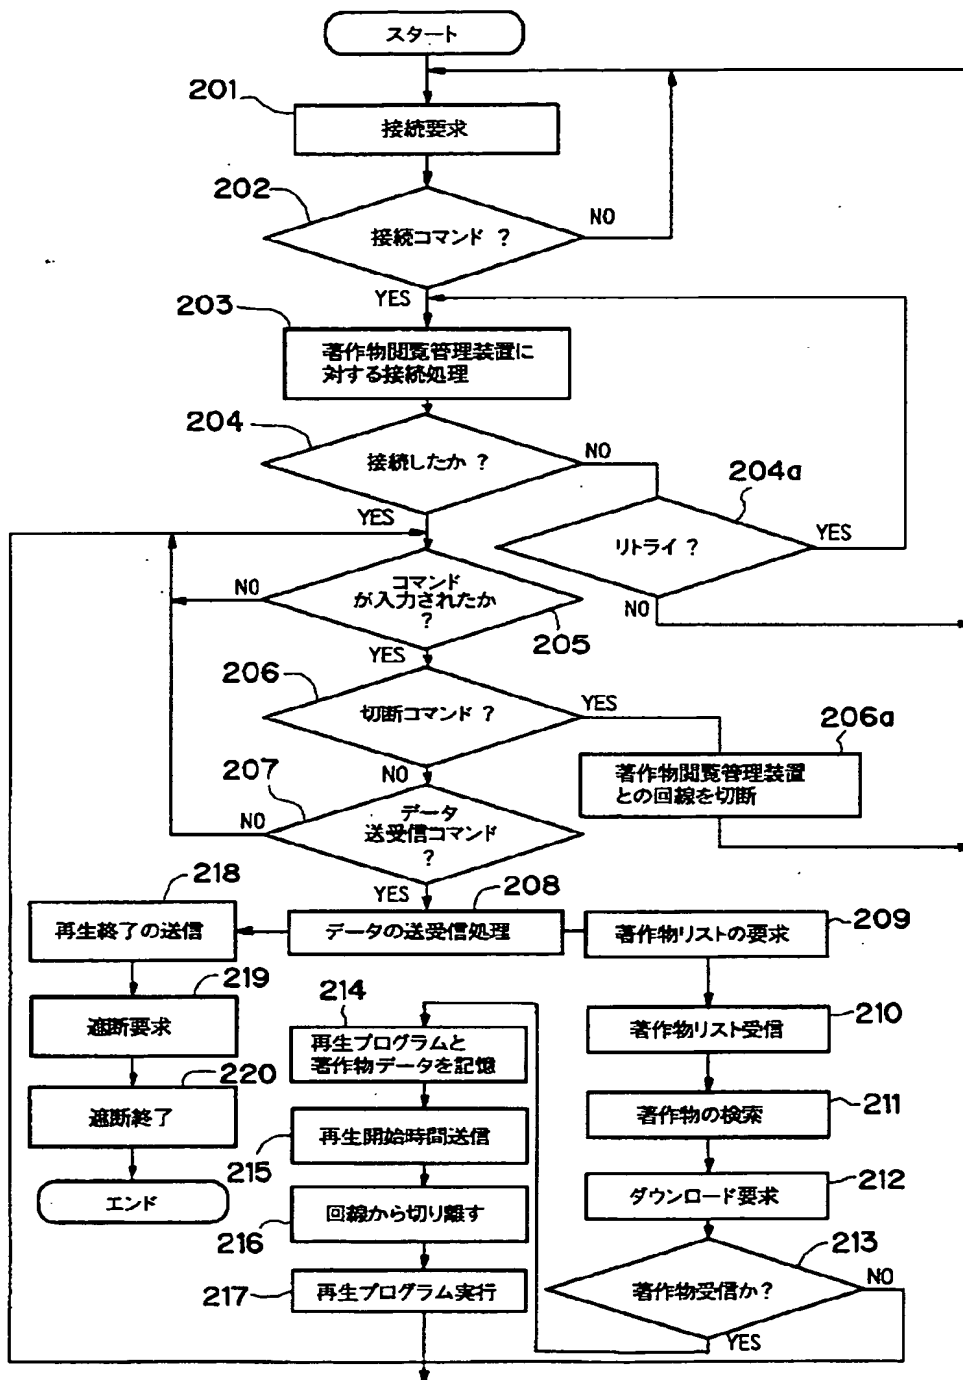 スタート
201
接続要求
202
接続コマンド ?
NO
YES
203
著作物閲覧管理装置に
対する接続処理
204
接続したか ?
NO
204a
YES
リトライ ?
YES
NO
コマンド
が入力されたか
?
NO
205
YES
206
切断コマンド ?
YES
206a
著作物閲覧管理装置
との回線を切断
NO
207
データ
送受信コマンド
?
NO
YES
208
218
再生終了の送信
データの送受信処理
著作物リストの要求
209
219
遮断要求
214
再生プログラムと
著作物データを記憶
著作物リスト受信
210
220
遮断終了
再生開始時間送信
215
著作物の検索
211
エンド
回線から切り離す
216
ダウンロード要求
212
213
再生プログラム実行
217
著作物受信か?
NO
YES